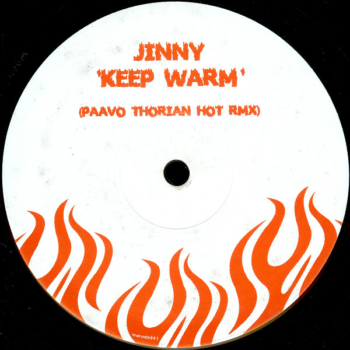 JINNY
'KEEP WARM'
(PAAVO THORIAN HOT RMX)